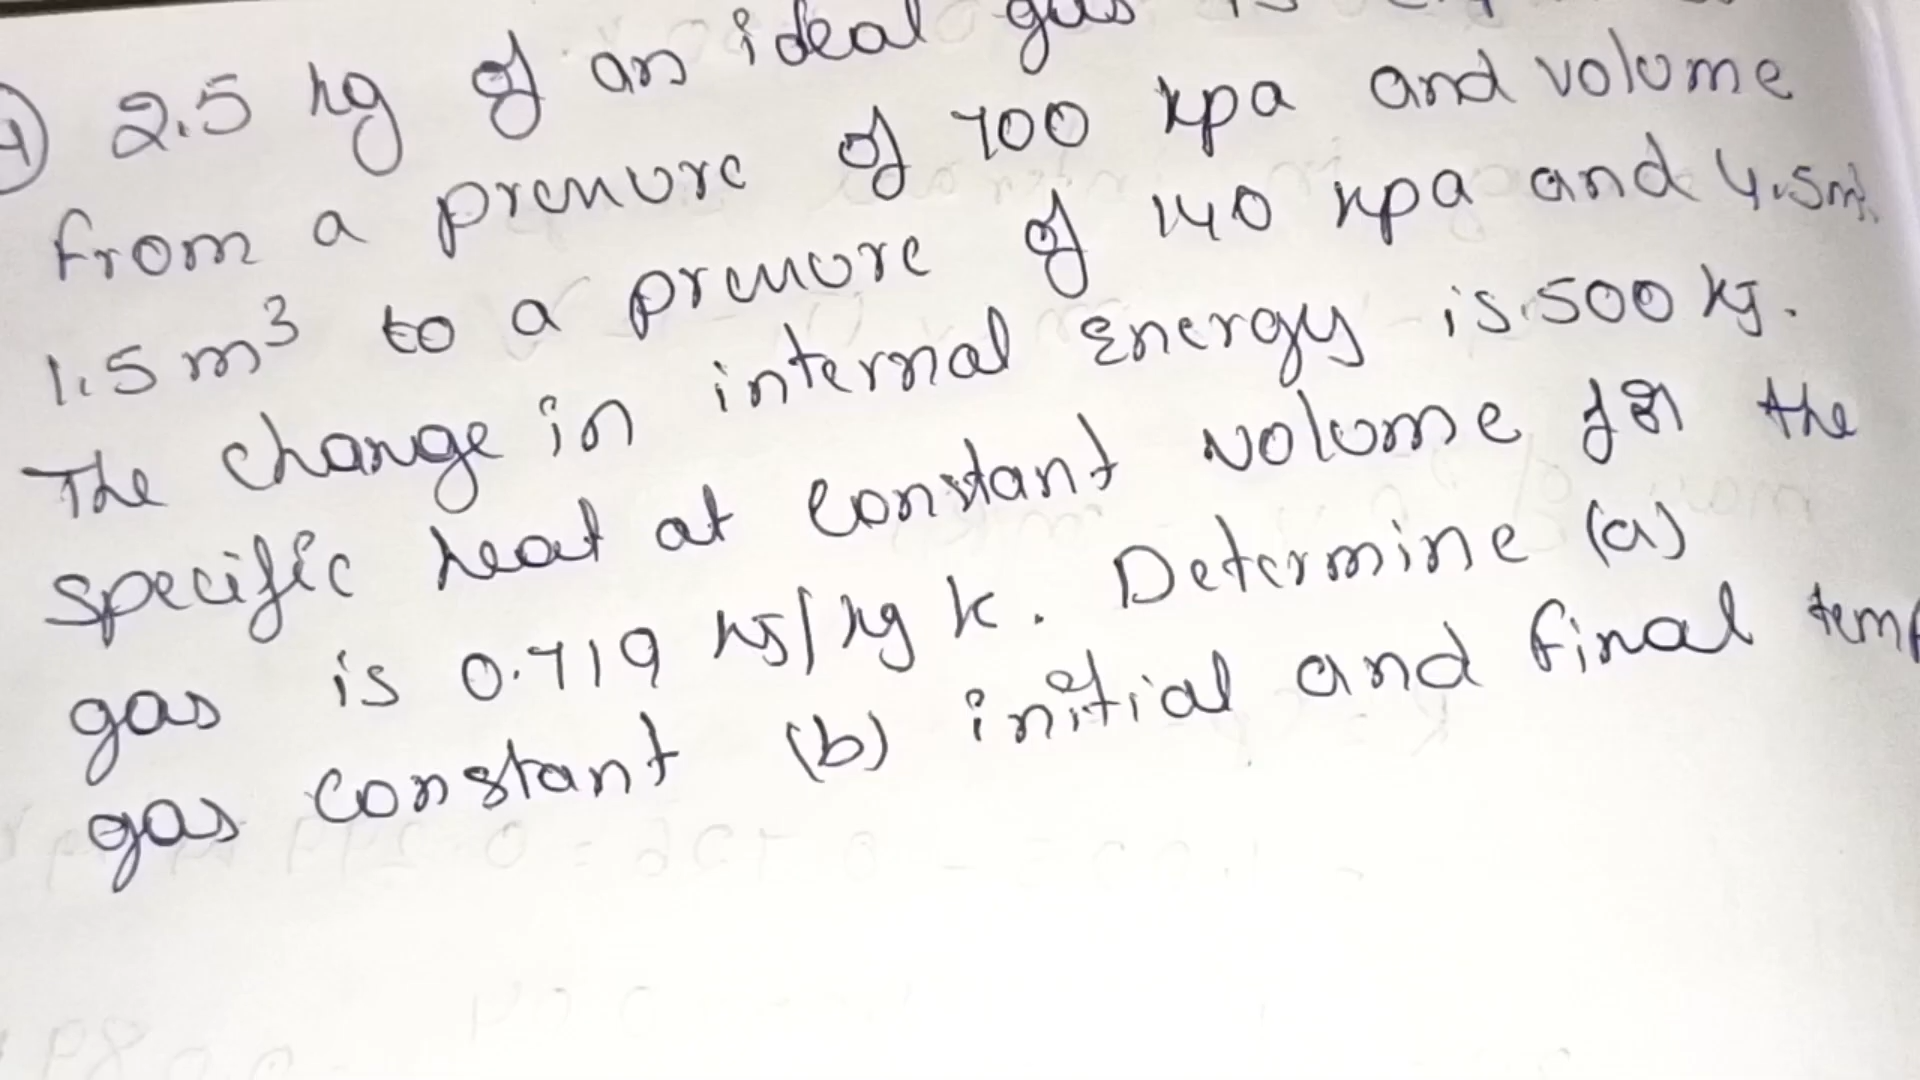 2.5 kg of an ideal gas is
from a pressure of 700 kpa and volume
1.5 m³ to a pressure of 140 kpa and 4.5m³.
The change in internal Energy is 500 kJ.
specific heat at constant volume for the
gas is 0.719 kJ/kg k. Determine (a)
gas constant (b) initial and final temp